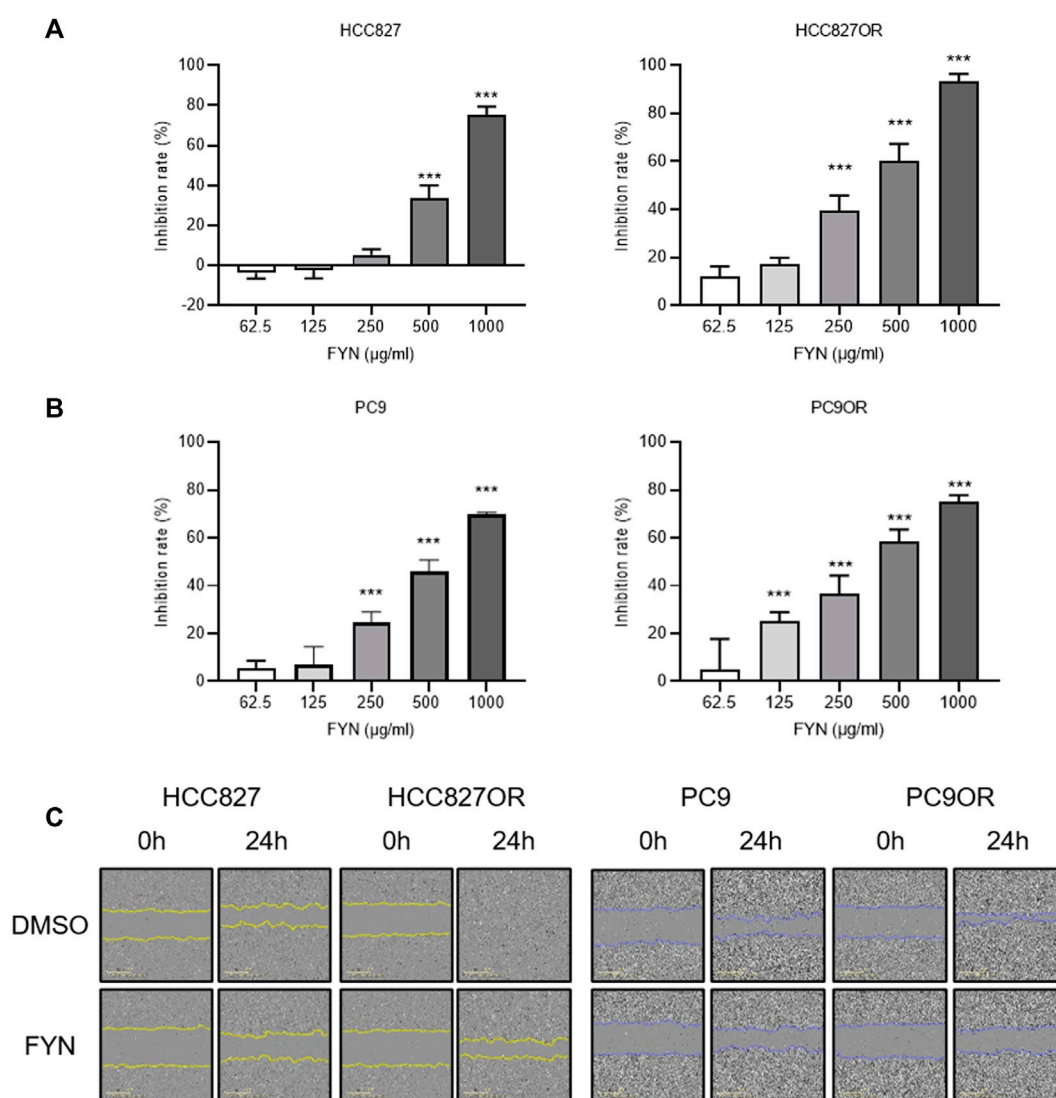 A
HCC827
HCC827OR
Inhibition rate (%)
100
80
60
40
20
0
-20
***
***
62.5 125 250 500 1000
FYN (µg/ml)
Inhibition rate (%)
100
80
60
40
20
0
***
***
***
62.5 125 250 500 1000
FYN (µg/ml)
B
PC9
PC9OR
Inhibition rate (%)
100
80
60
40
20
0
***
***
***
62.5 125 250 500 1000
FYN (µg/ml)
Inhibition rate (%)
100
80
60
40
20
0
***
***
***
***
62.5 125 250 500 1000
FYN (µg/ml)
C
HCC827 HCC827OR PC9 PC9OR
0h 24h 0h 24h 0h 24h 0h 24h
DMSO
FYN